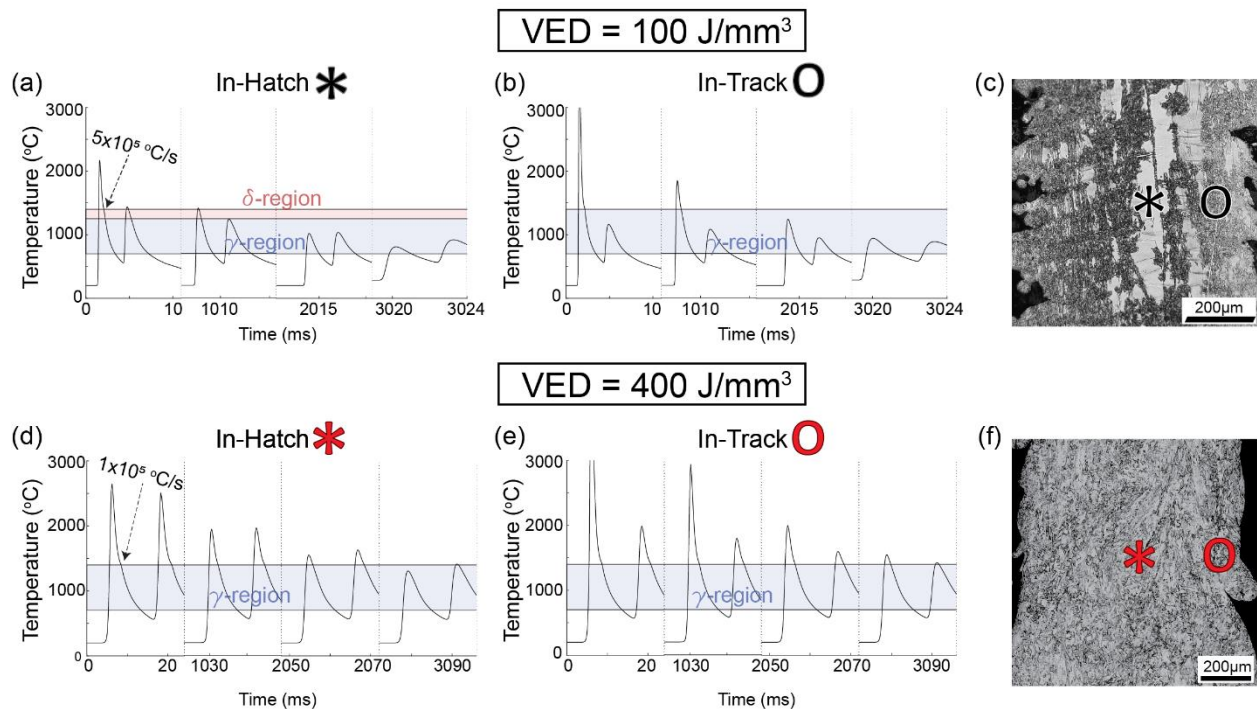 VED = 100 J/mm³
(a) In-Hatch * (b) In-Track O (c)
3000
2000
1000
0
Temperature (°C)
5x10⁵ °C/s
δ-region
γ-region
0 10 1010 2015 3020 3024
Time (ms)
3000
2000
1000
0
Temperature (°C)
γ-region
0 10 1010 2015 3020 3024
Time (ms)
* O
200µm
VED = 400 J/mm³
(d) In-Hatch * (e) In-Track O (f)
3000
2000
1000
0
Temperature (°C)
1x10⁵ °C/s
γ-region
0 20 1030 2050 2070 3090
Time (ms)
3000
2000
1000
0
Temperature (°C)
γ-region
0 20 1030 2050 2070 3090
Time (ms)
* O
200µm